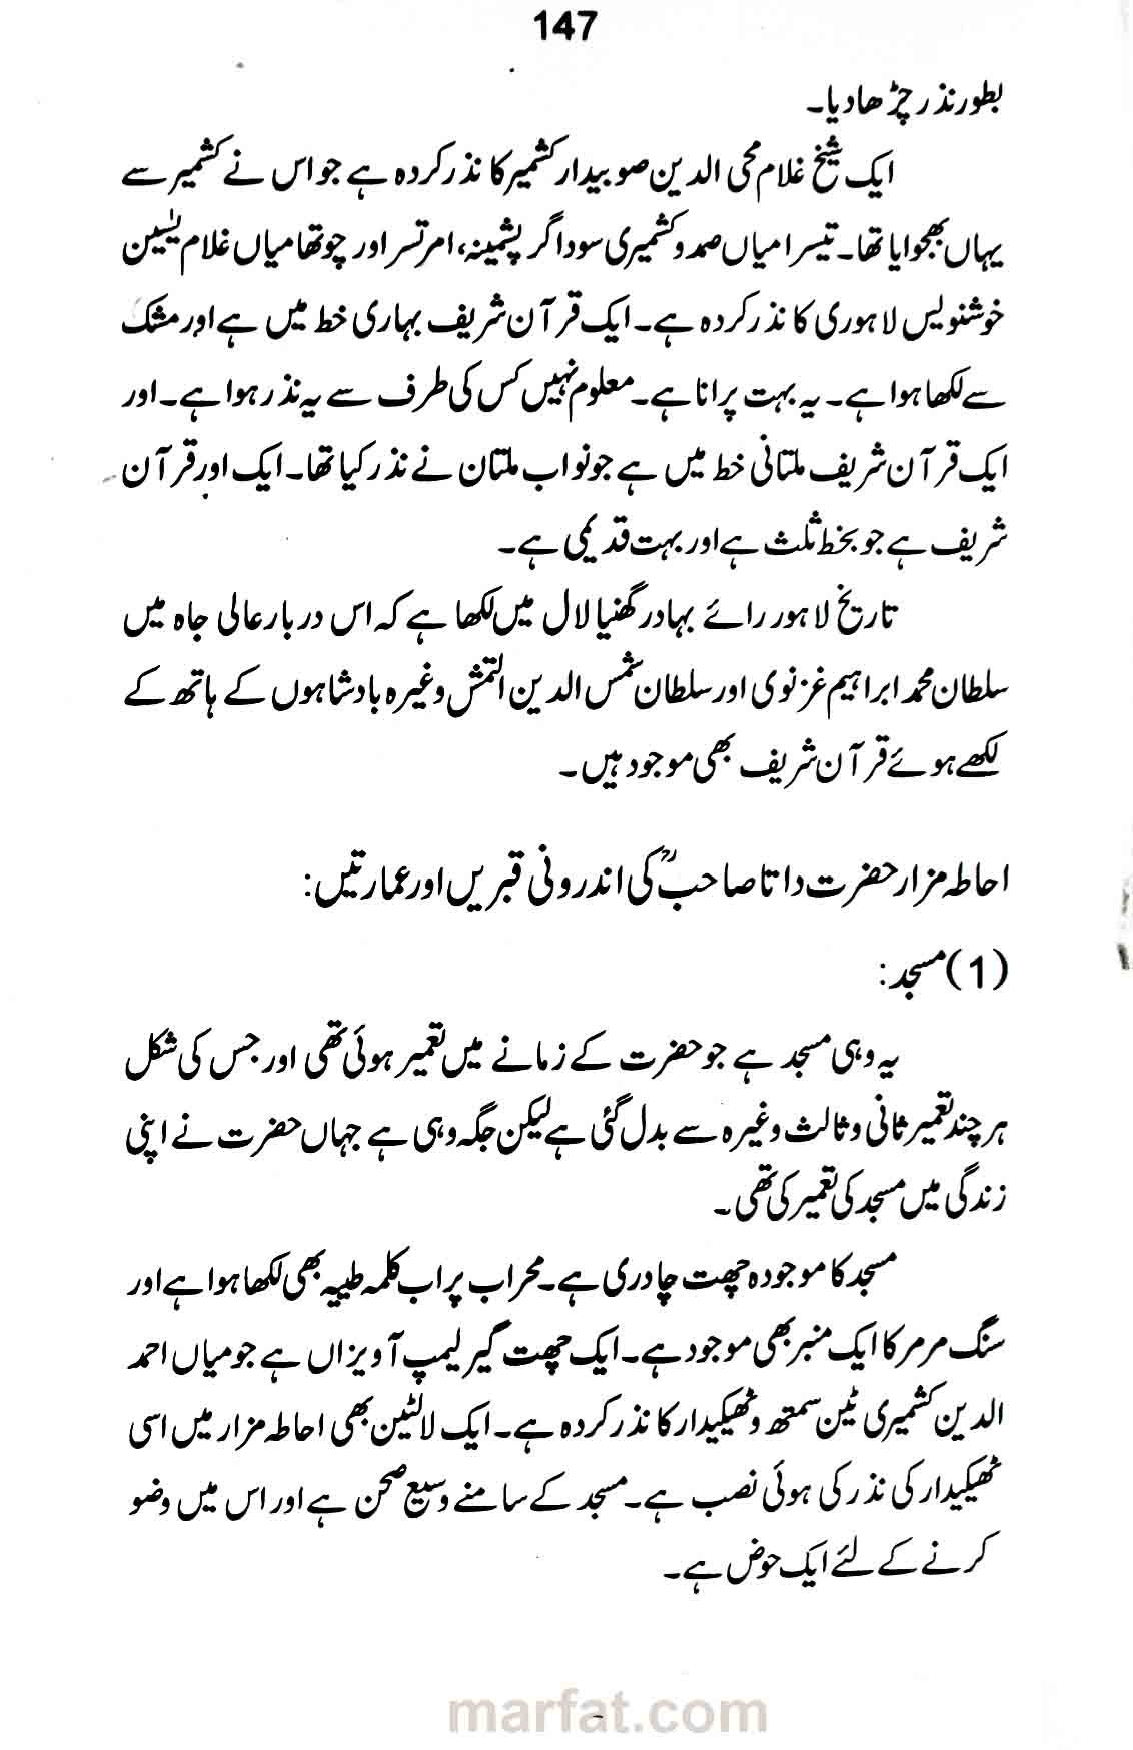 147
بطور نذر چڑھا دیا۔
ایک شیخ غلام محی الدین صوبیدار کشمیر کا نذر کردہ ہے جو اس نے کشمیر سے
یہاں بھجوایا تھا۔ تیسرا میاں صمدو کشمیری سوداگر پشمینہ، امرتسر اور چوتھا میاں غلام یٰسین
خوشنویس لاہوری کا نذر کردہ ہے۔ ایک قرآن شریف بہاری خط میں ہے اور مشک
سے لکھا ہوا ہے۔ یہ بہت پرانا ہے۔ معلوم نہیں کس کی طرف سے یہ نذر ہوا ہے۔ اور
ایک قرآن شریف ملتانی خط میں ہے جو نواب ملتان نے نذر کیا تھا۔ ایک اور قرآن
شریف ہے جو بخط ثلث ہے اور بہت قدیمی ہے۔
تاریخ لاہور رائے بہادر گھنیا لال میں لکھا ہے کہ اس دربار عالی جاہ میں
سلطان محمد ابراہیم غزنوی اور سلطان شمس الدین التمش وغیرہ بادشاہوں کے ہاتھ کے
لکھے ہوئے قرآن شریف بھی موجود ہیں۔
احاطہ مزار حضرت داتا صاحبؒ کی اندرونی قبریں اور عمارتیں:
(1) مسجد:
یہ وہی مسجد ہے جو حضرت کے زمانے میں تعمیر ہوئی تھی اور جس کی شکل
ہر چند تعمیر ثانی و ثالث وغیرہ سے بدل گئی ہے لیکن جگہ وہی ہے جہاں حضرت نے اپنی
زندگی میں مسجد کی تعمیر کی تھی۔
مسجد کا موجودہ چھت چادری ہے۔ محراب پر اب کلمہ طیبہ بھی لکھا ہوا ہے اور
سنگ مرمر کا ایک منبر بھی موجود ہے۔ ایک چھت گیر لیمپ آویزاں ہے جو میاں احمد
الدین کشمیری ٹین سمتھ و ٹھیکیدار کا نذر کردہ ہے۔ ایک لالٹین بھی احاطہ مزار میں اسی
ٹھیکیدار کی نذر کی ہوئی نصب ہے۔ مسجد کے سامنے وسیع صحن ہے اور اس میں وضو
کرنے کے لئے ایک حوض ہے۔
marfat.com